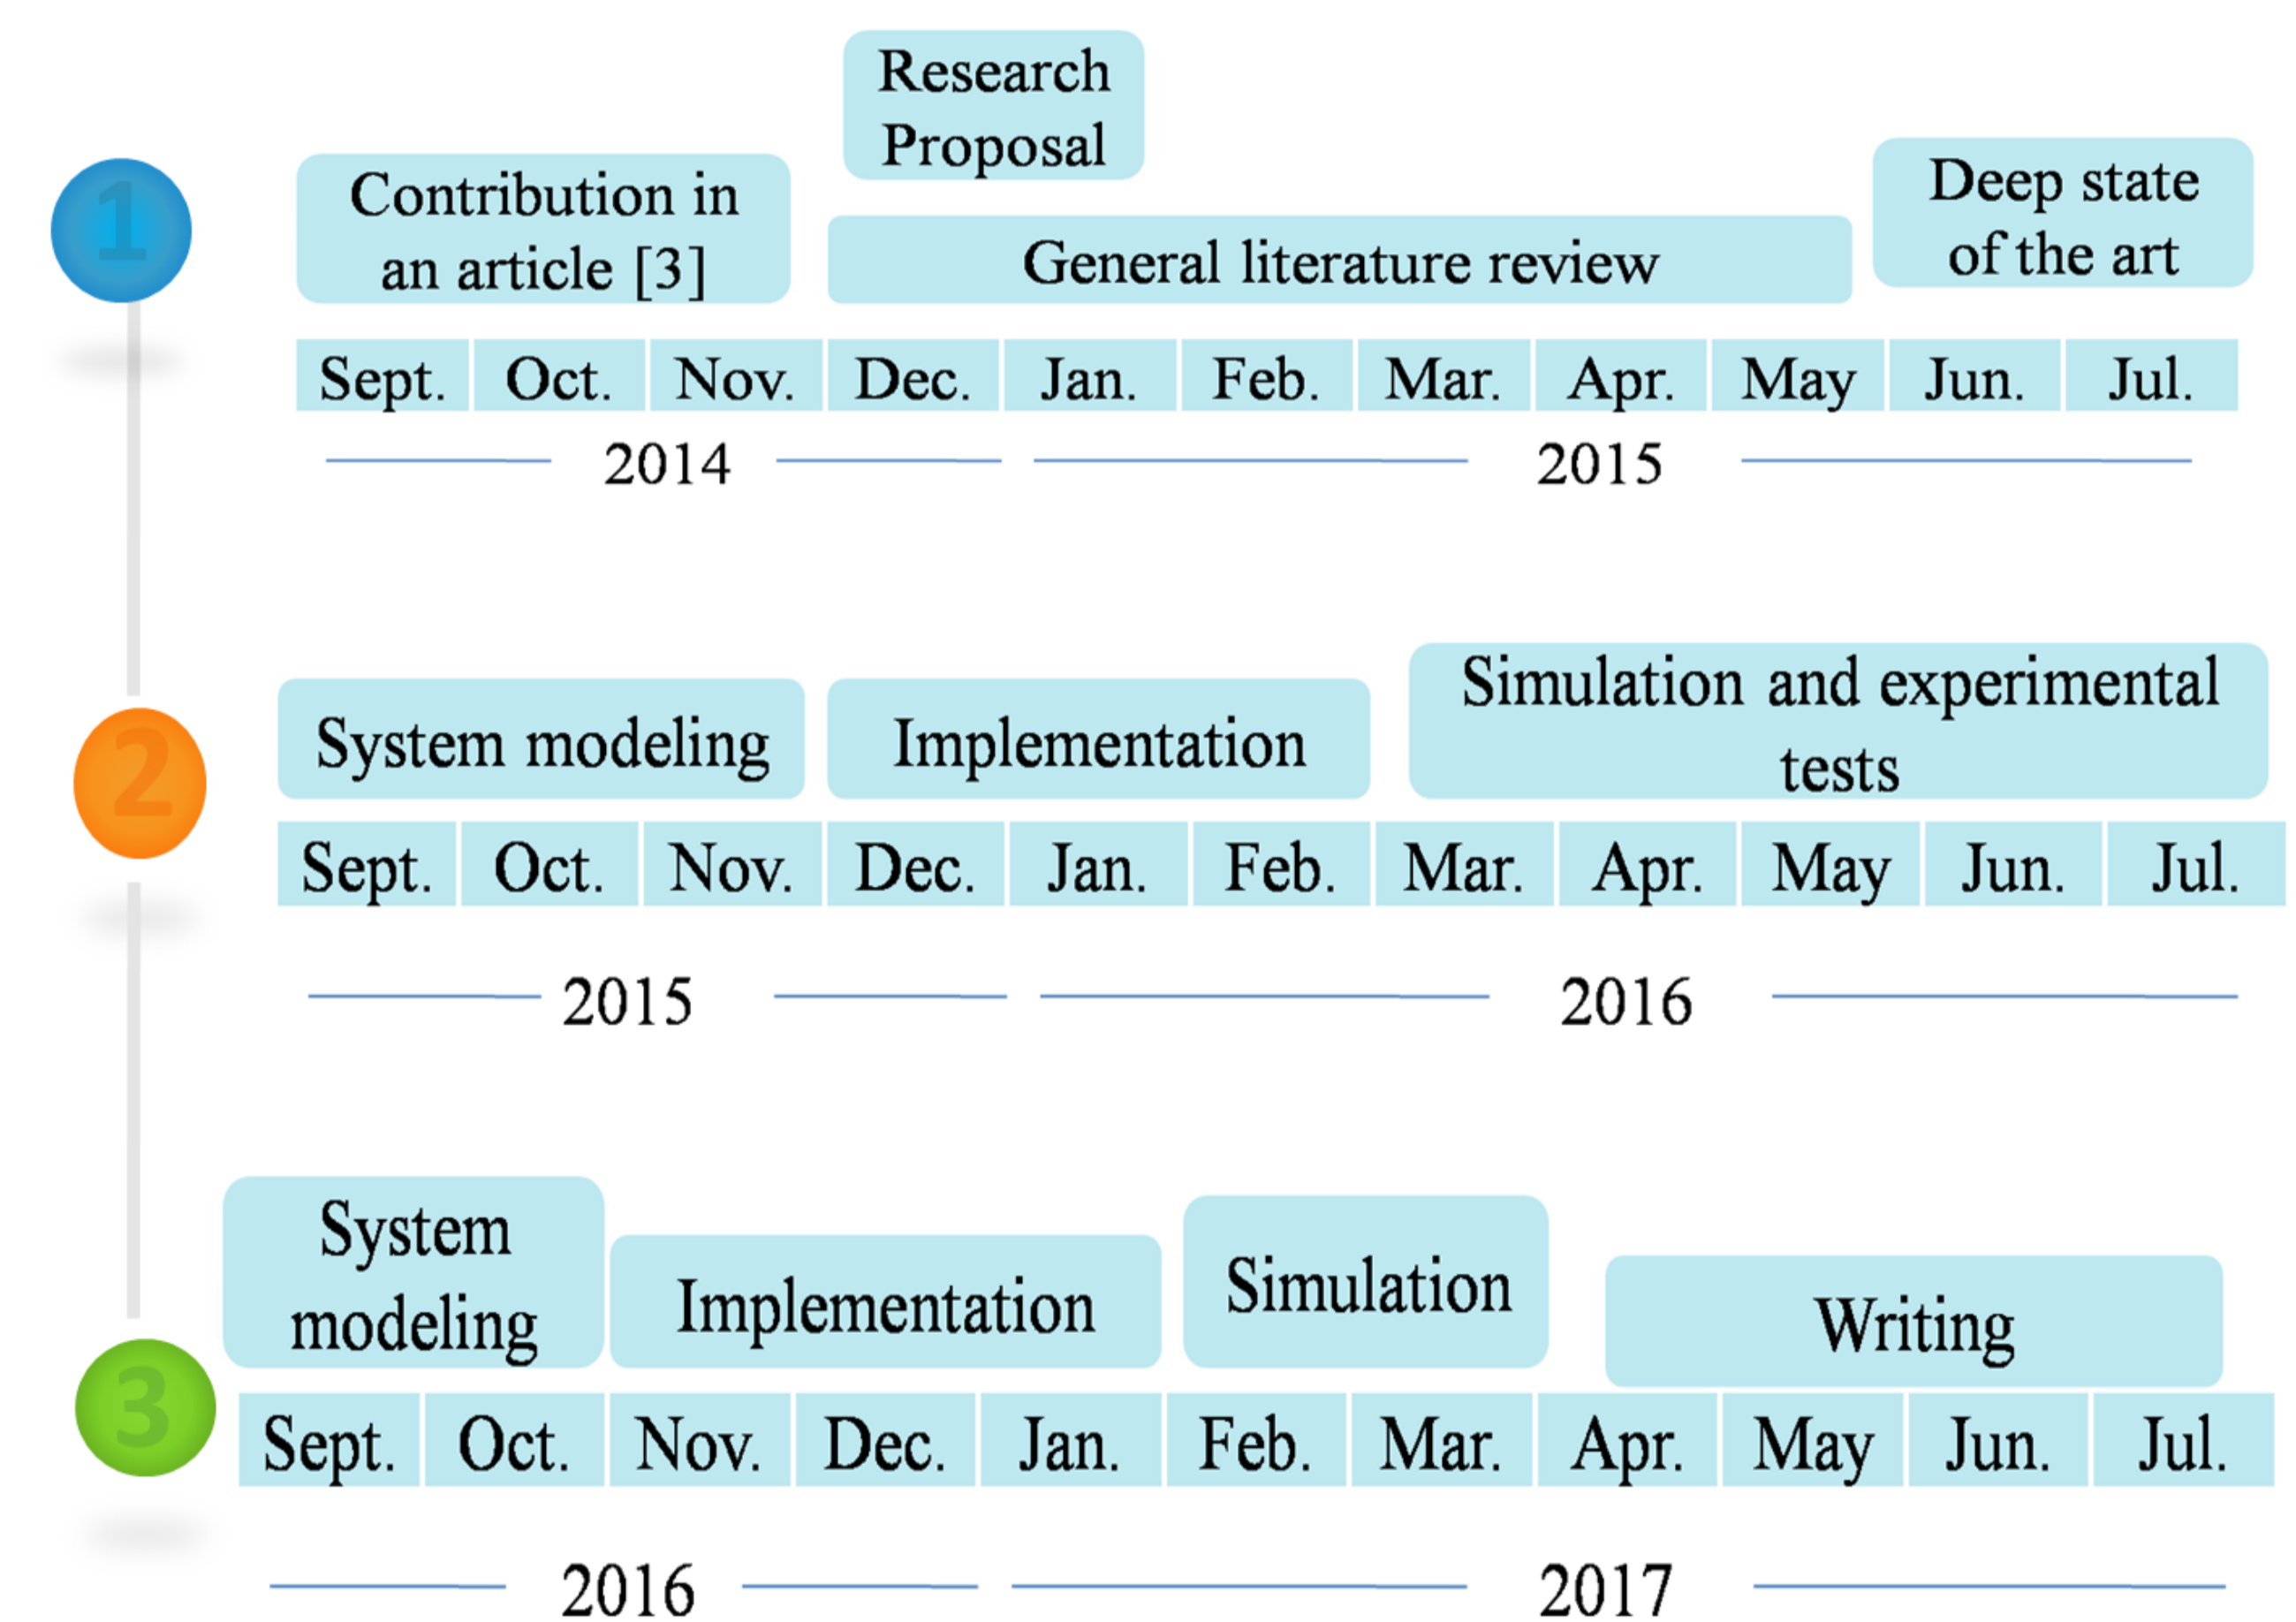 Research
Proposal
1
Contribution in
an article [3]
General literature review
Deep state
of the art
Sept. Oct. Nov. Dec. Jan. Feb. Mar. Apr. May Jun. Jul.
2014 2015
2
System modeling
Implementation
Simulation and experimental
tests
Sept. Oct. Nov. Dec. Jan. Feb. Mar. Apr. May Jun. Jul.
2015 2016
3
System
modeling
Implementation
Simulation
Writing
Sept. Oct. Nov. Dec. Jan. Feb. Mar. Apr. May Jun. Jul.
2016 2017